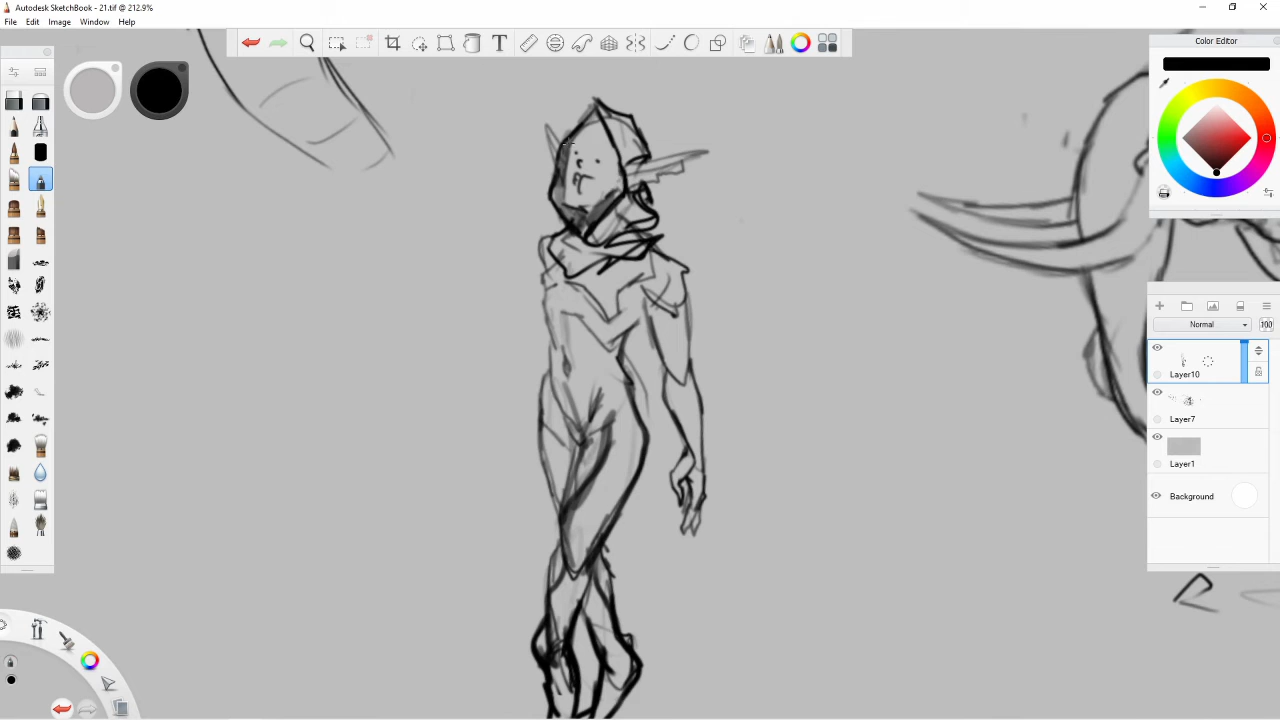 Autodesk SketchBook - 21.tif @ 212.9%
File Edit Image Window Help
T
Color Editor
Normal
100
Layer10
Layer7
Layer1
Background